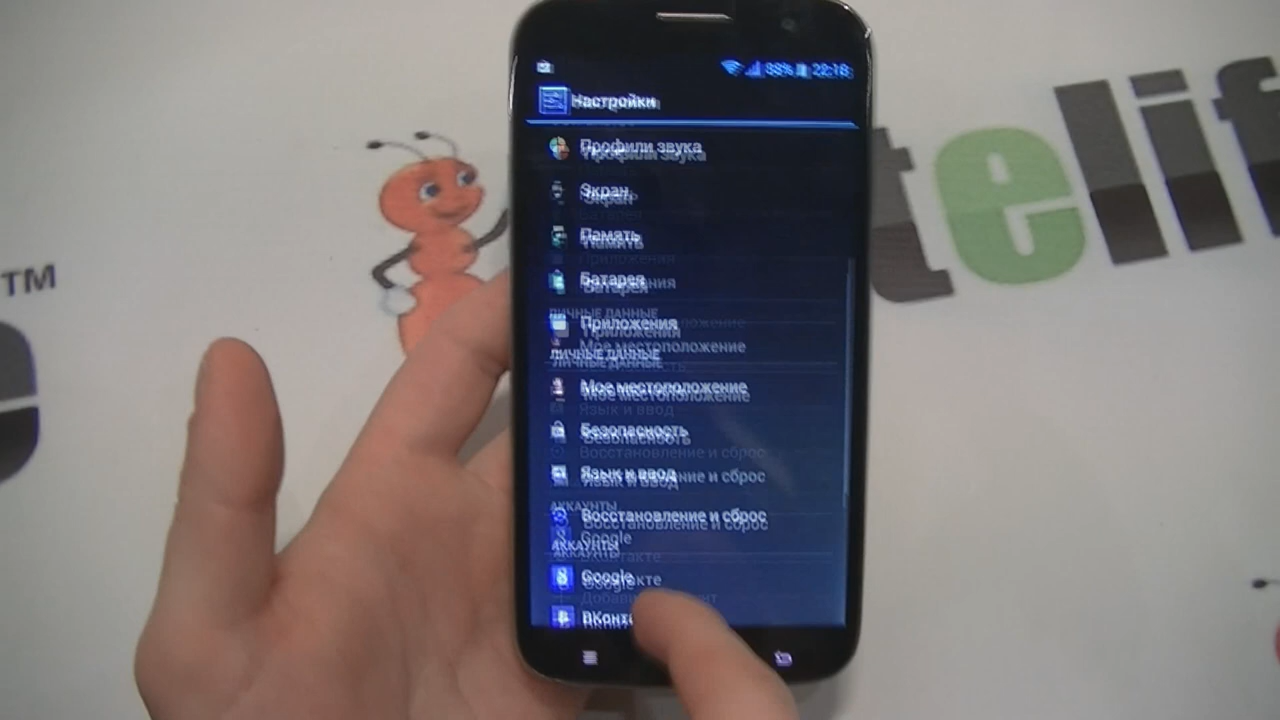 88% 22:18
Настройки
Профили звука
Экран
Память
Батарея
Приложения
ЛИЧНЫЕ ДАННЫЕ
Мое местоположение
Безопасность
Язык и ввод
Восстановление и сброс
АККАУНТЫ
Google
TM
telif